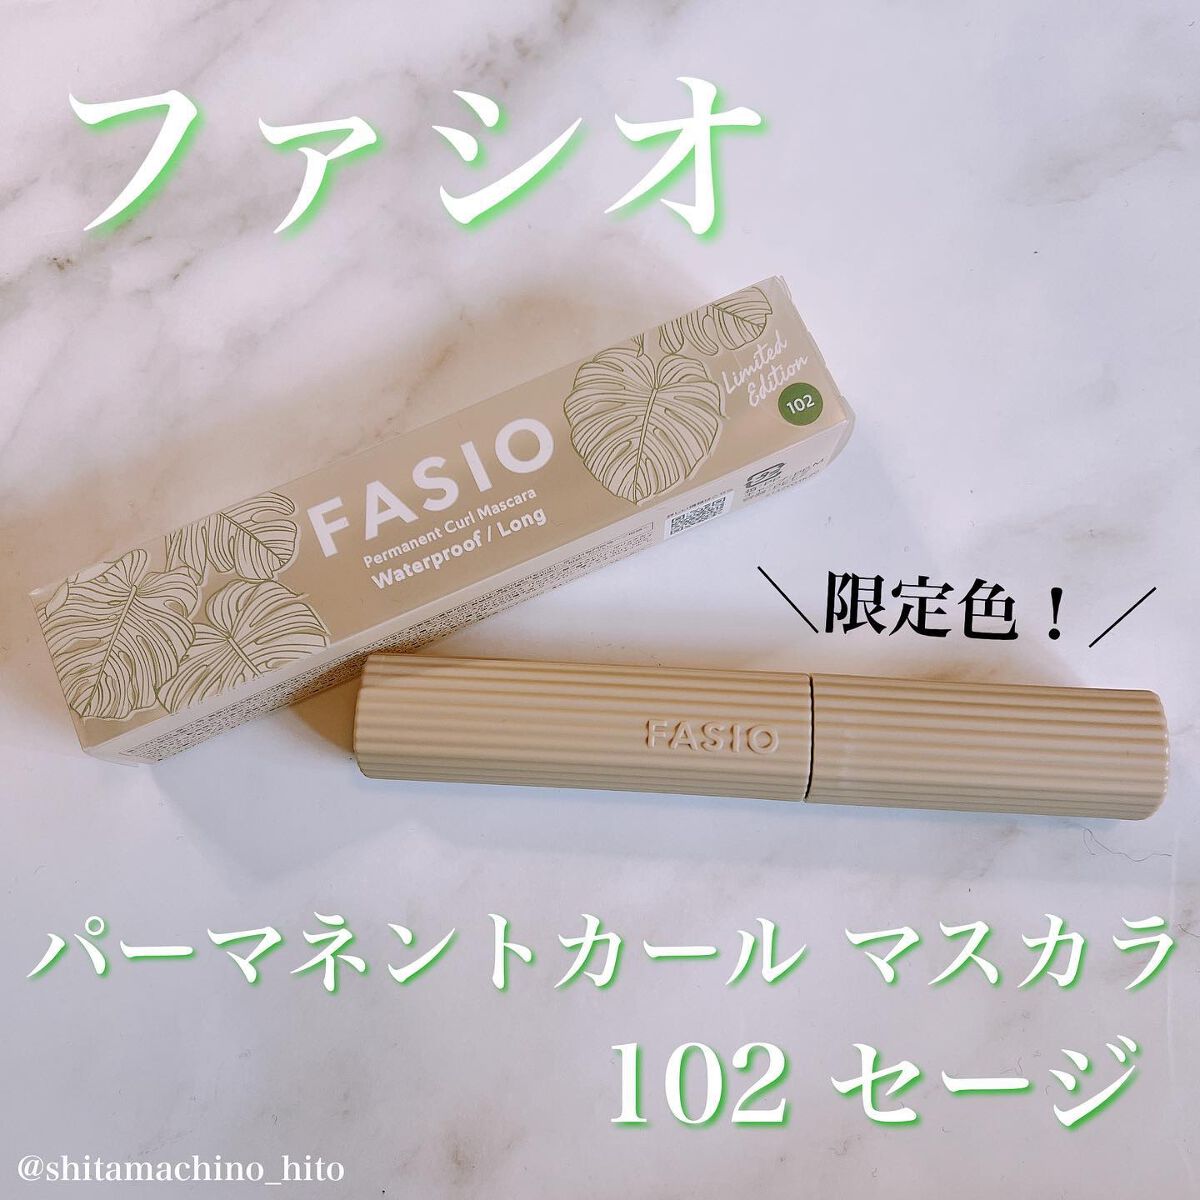 ファシオ
Limited
Edition
102
FASIO
Permanent Curl Mascara
Waterproof / Long
＼限定色！／
FASIO
パーマネントカール マスカラ
102 セージ
@shitamachino_hito